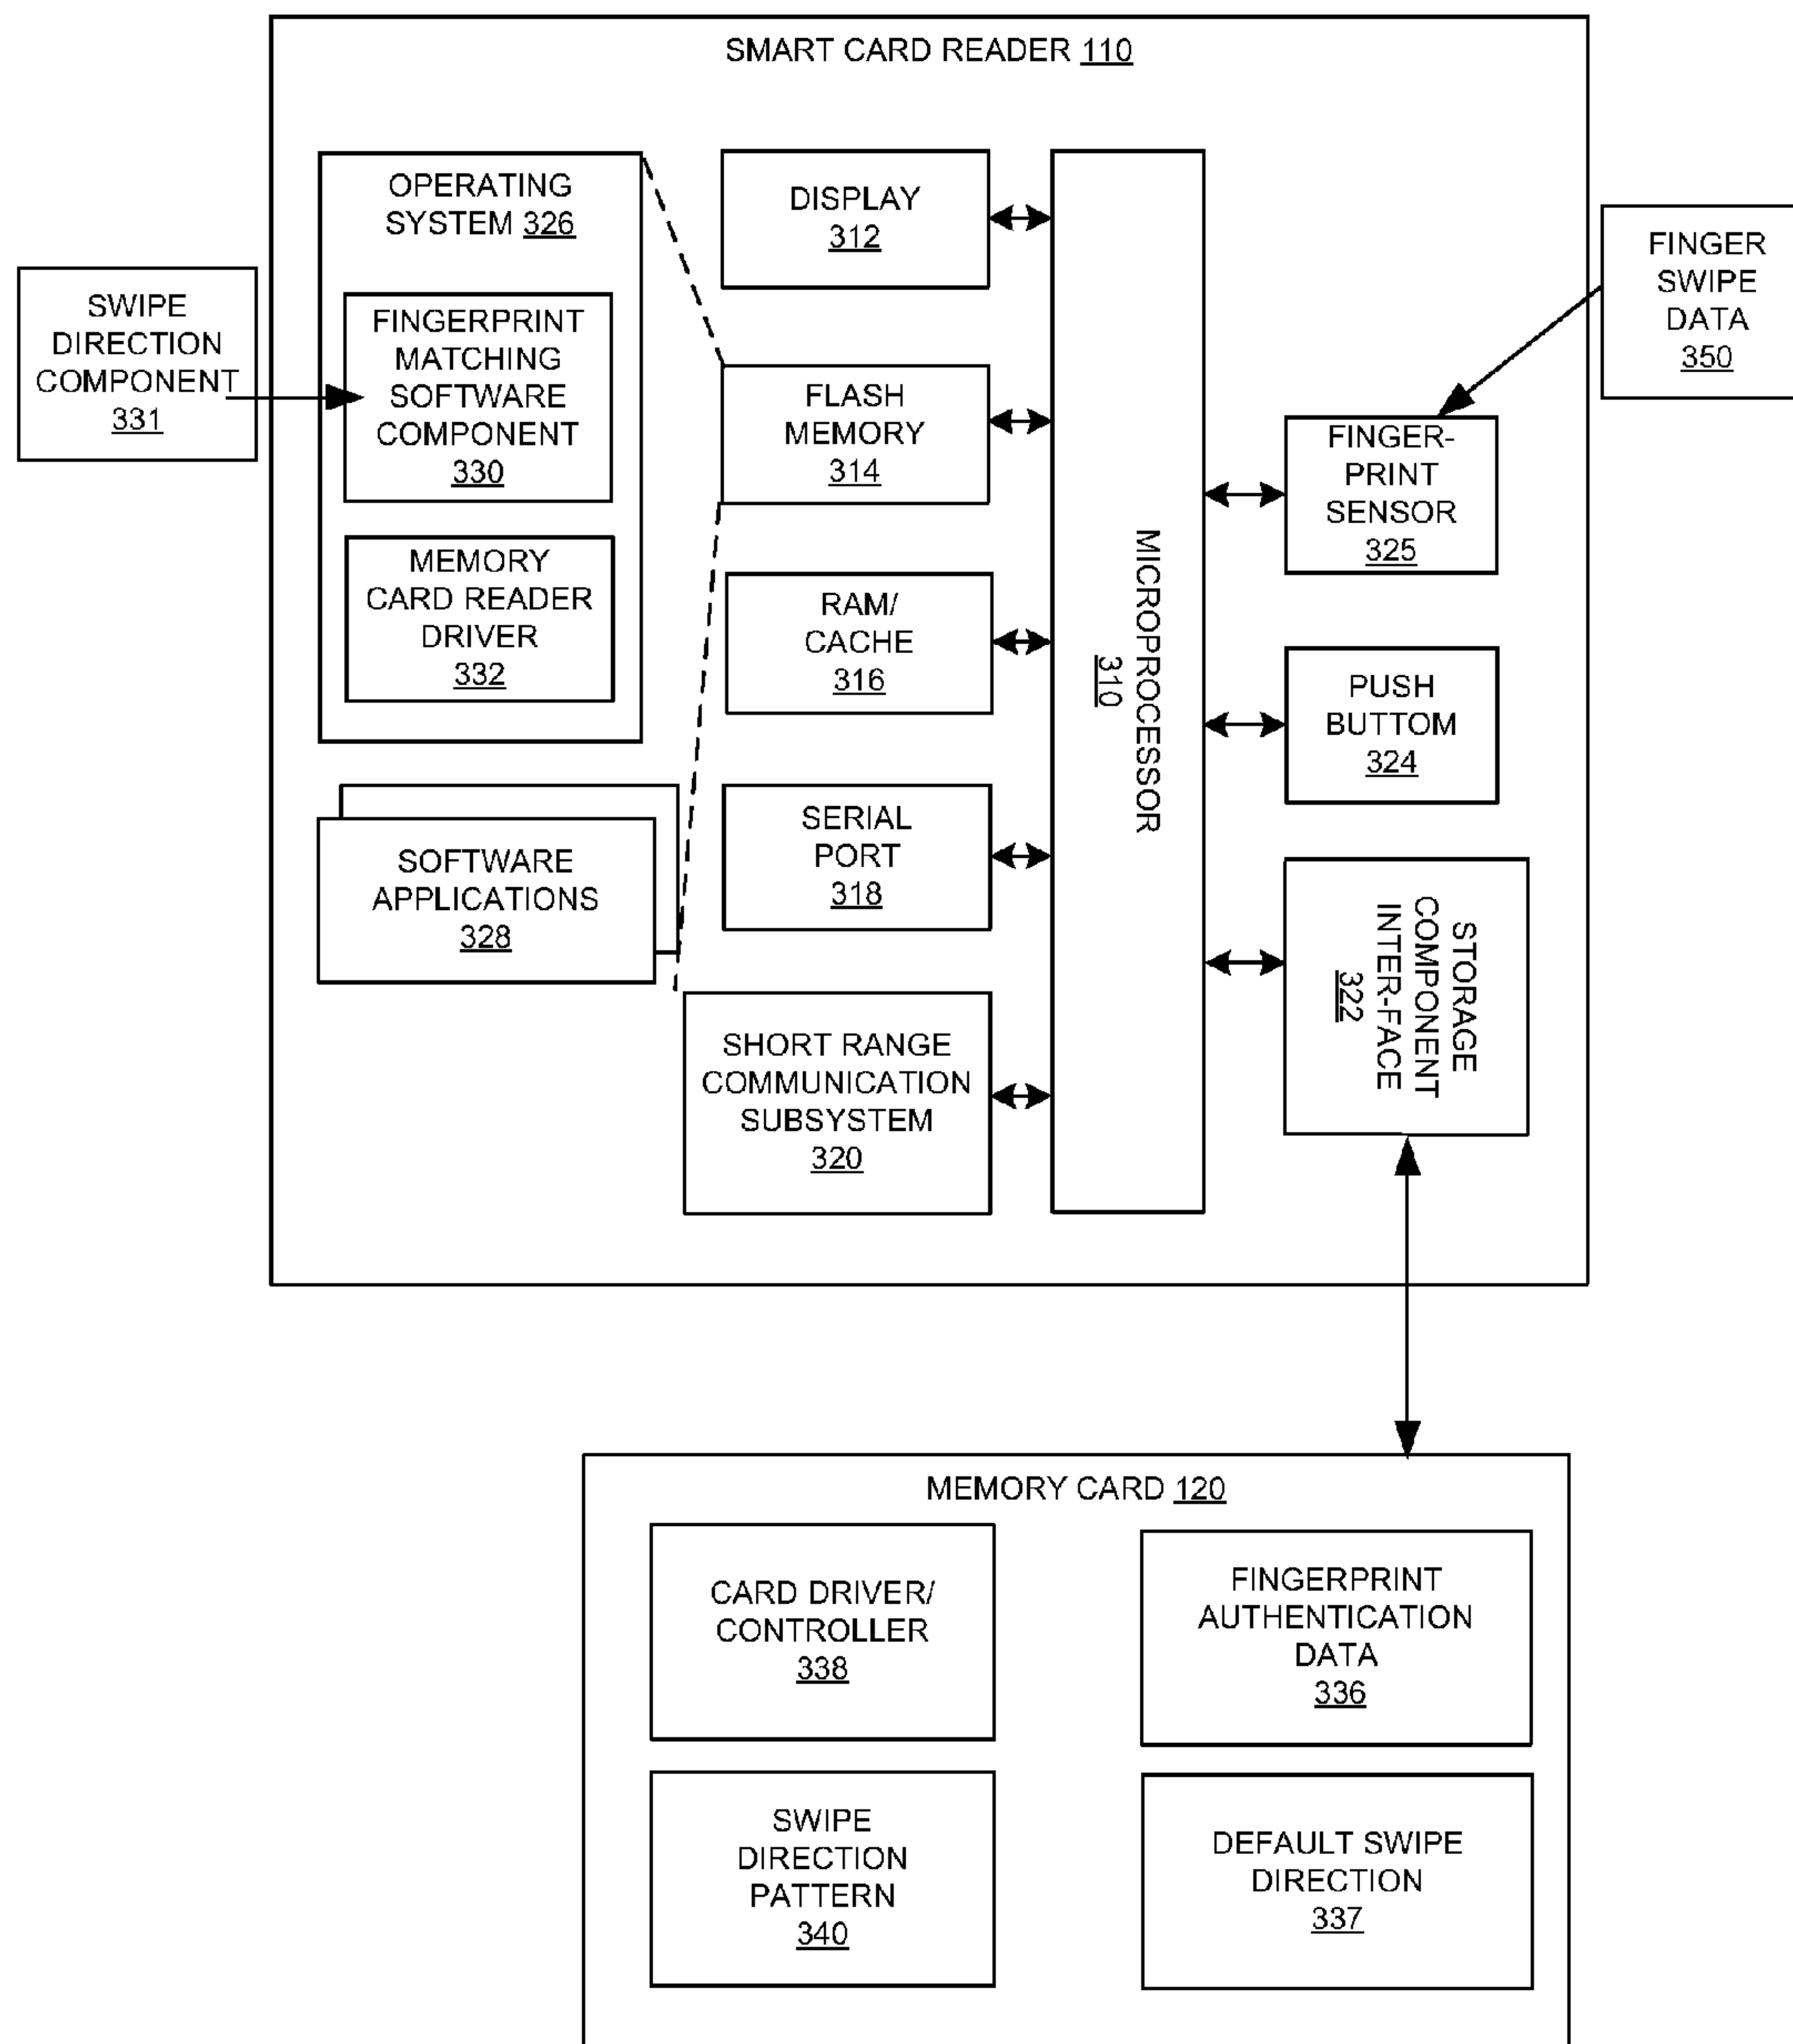 SMART CARD READER 110
OPERATING
SYSTEM 326
FINGERPRINT
MATCHING
SOFTWARE
COMPONENT
330
MEMORY
CARD READER
DRIVER
332
SWIPE
DIRECTION
COMPONENT
331
SOFTWARE
APPLICATIONS
328
DISPLAY
312
FLASH
MEMORY
314
RAM/
CACHE
316
SERIAL
PORT
318
SHORT RANGE
COMMUNICATION
SUBSYSTEM
320
MICROPROCESSOR
310
FINGER
SWIPE
DATA
350
FINGER-
PRINT
SENSOR
325
PUSH
BUTTOM
324
STORAGE
COMPONENT
INTER-FACE
322
MEMORY CARD 120
CARD DRIVER/
CONTROLLER
338
FINGERPRINT
AUTHENTICATION
DATA
336
SWIPE
DIRECTION
PATTERN
340
DEFAULT SWIPE
DIRECTION
337